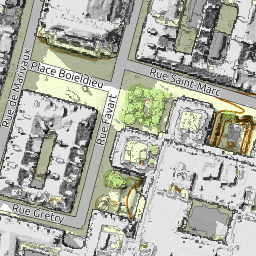 Rue de Marivaux
Place Boieldieu
Rue Saint-Marc
Rue Favart
Rue Grétry